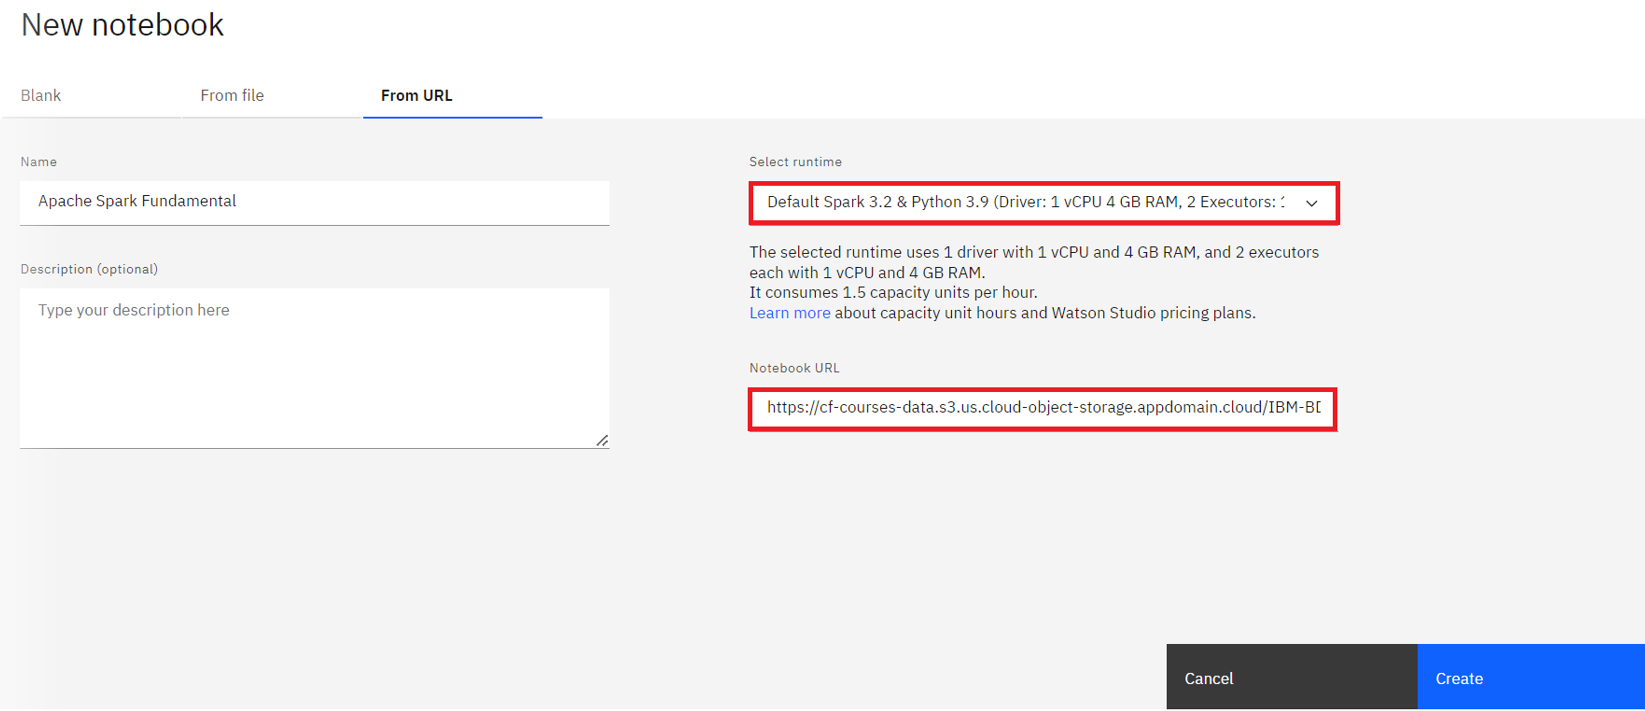 New notebook
Blank
From file
From URL
Name
Apache Spark Fundamental
Description (optional)
Type your description here
Select runtime
Default Spark 3.2 & Python 3.9 (Driver: 1 vCPU 4 GB RAM, 2 Executors:
The selected runtime uses 1 driver with 1 vCPU and 4 GB RAM, and 2 executors
each with 1 vCPU and 4 GB RAM.
It consumes 1.5 capacity units per hour.
Learn more about capacity unit hours and Watson Studio pricing plans.
Notebook URL
https://cf-courses-data.s3.us.cloud-object-storage.appdomain.cloud/IBM-BD
Cancel
Create